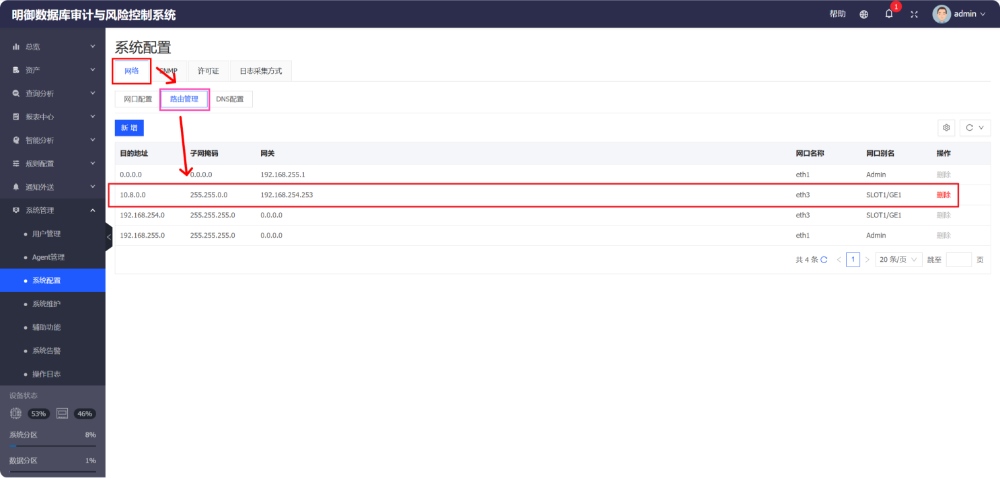 明御数据库审计与风险控制系统
帮助
1
admin
总览
资产
查询分析
报表中心
智能分析
规则配置
通知外送
系统管理
用户管理
Agent管理
系统配置
系统维护
辅助功能
系统告警
操作日志
设备状态
53% 46%
系统分区 8%
数据分区 1%
系统配置
网络 SNMP 许可证 日志采集方式
网口配置 路由管理 DNS配置
新 增
目的地址 子网掩码 网关 网口名称 网口别名 操作
0.0.0.0 0.0.0.0 192.168.255.1 eth1 Admin 删除
10.8.0.0 255.255.0.0 192.168.254.253 eth3 SLOT1/GE1 删除
192.168.254.0 255.255.255.0 0.0.0.0 eth3 SLOT1/GE1 删除
192.168.255.0 255.255.255.0 0.0.0.0 eth1 Admin 删除
共 4 条 1 20 条/页 跳至 页